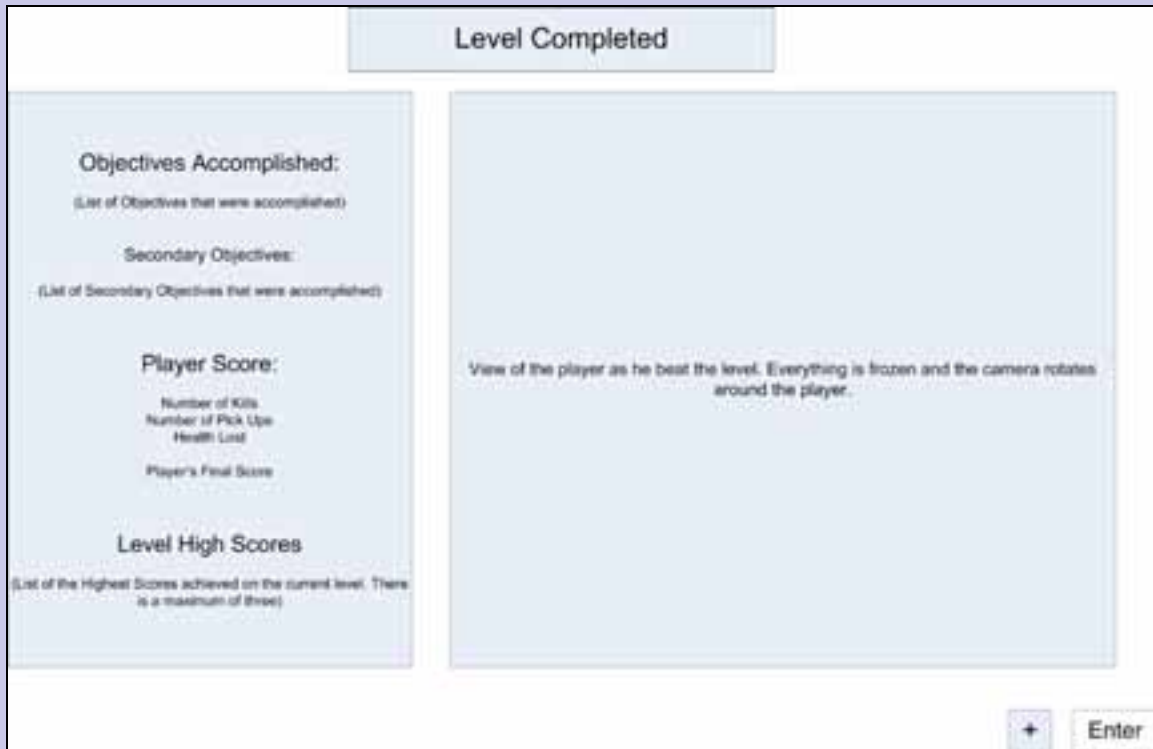 Level Completed
Objectives Accomplished:
(List of Objectives that were accomplished)
Secondary Objectives:
(List of Secondary Objectives that were accomplished)
Player Score:
Number of Kills
Number of Pick Ups
Health Lost
Player's Final Score
Level High Scores
(List of the Highest Scores achieved on the current level. There
is a maximum of three)
View of the player as he beat the level. Everything is frozen and the camera rotates
around the player.
+ Enter